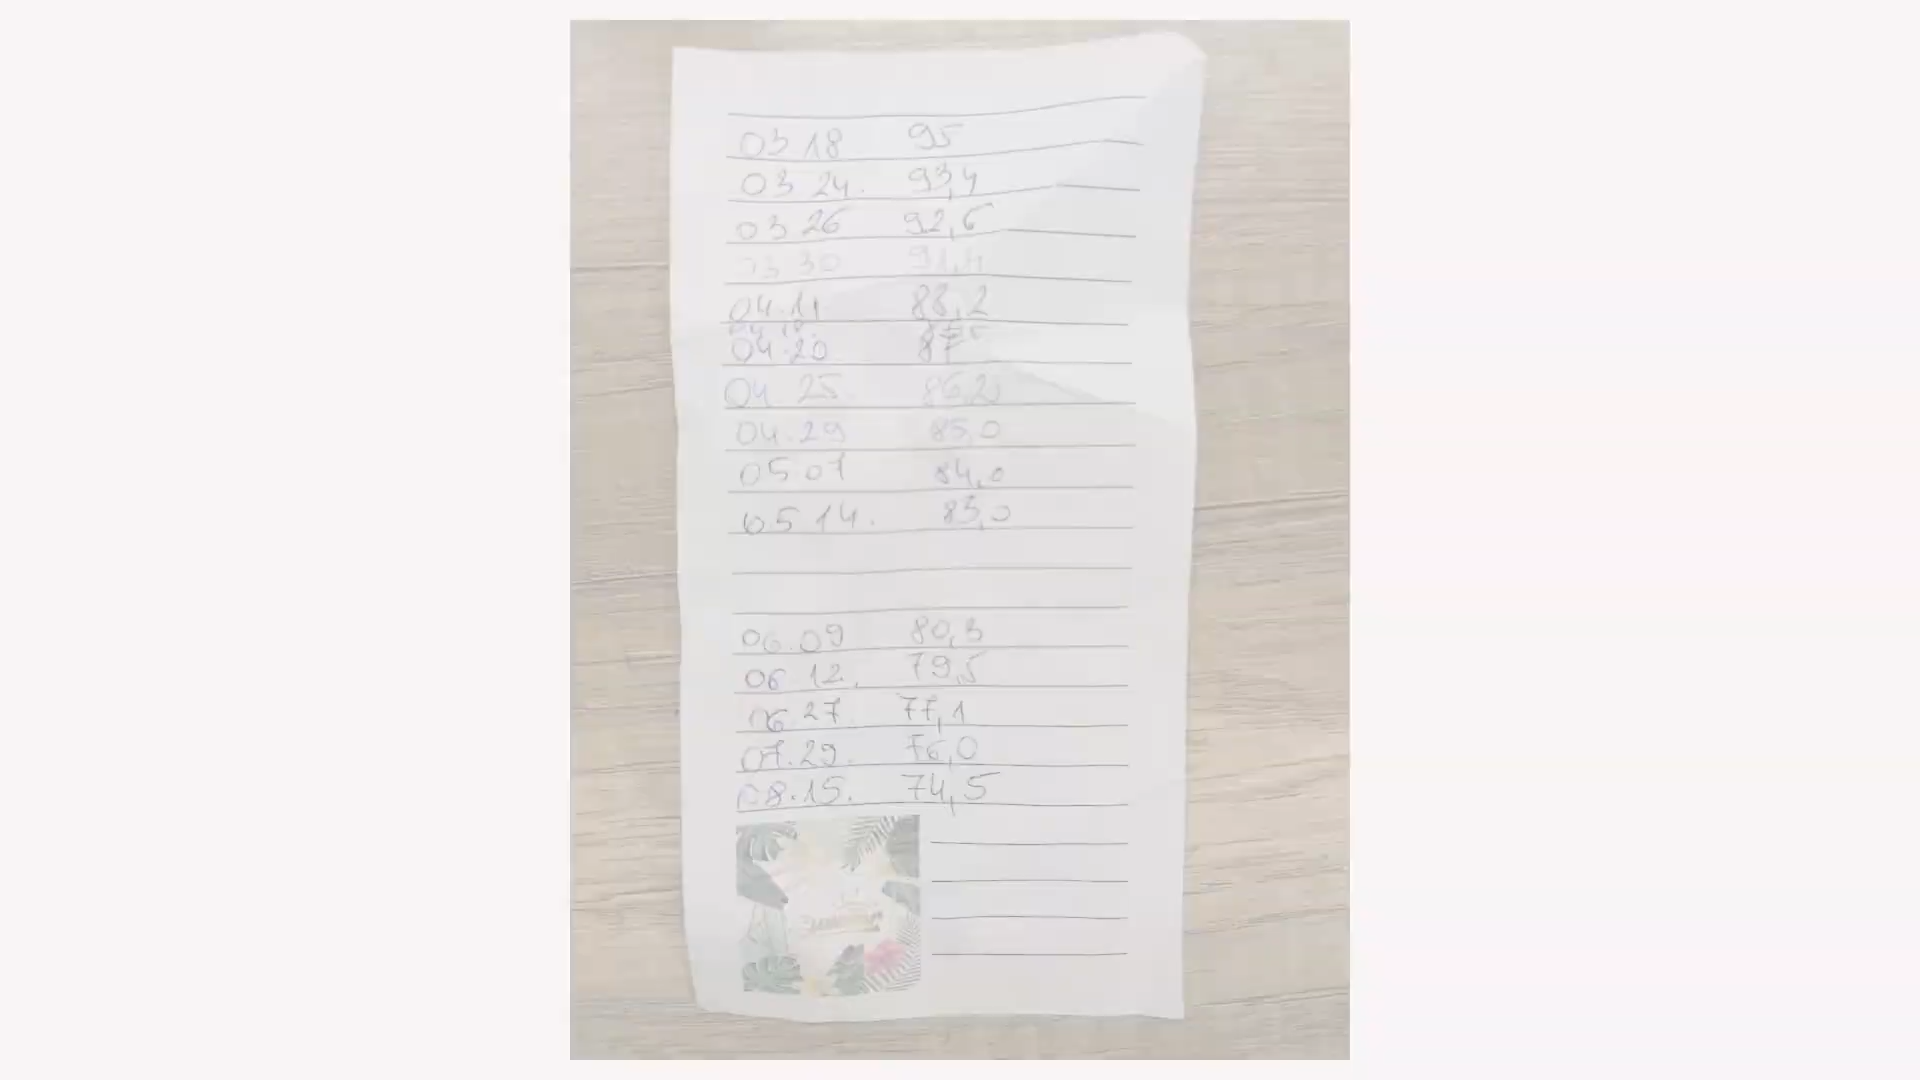 03 18 95
03 24. 93,4
03 26 92,6
03 30 91,4
04.11 88,2
04.20 87
04 25. 86,2
04.29 85,0
05 07 84,0
05 14. 83,0
06.09 80,3
06 12. 79,5
06.27. 77,1
07.29. 76,0
08.15. 74,5